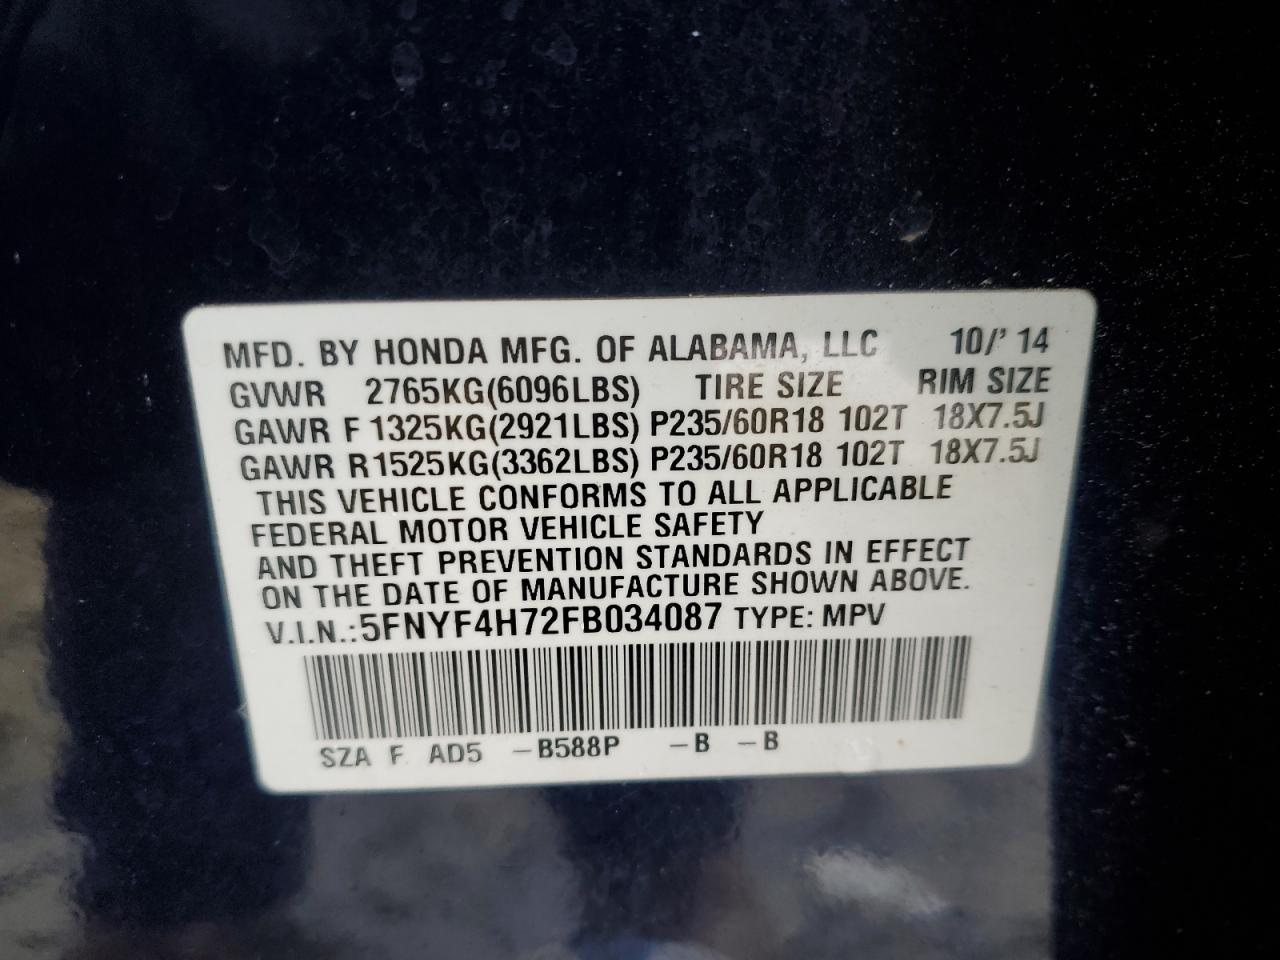 MFD. BY HONDA MFG. OF ALABAMA, LLC 10/' 14
GVWR 2765KG(6096LBS) TIRE SIZE RIM SIZE
GAWR F 1325KG(2921LBS) P235/60R18 102T 18X7.5J
GAWR R1525KG(3362LBS) P235/60R18 102T 18X7.5J
THIS VEHICLE CONFORMS TO ALL APPLICABLE
FEDERAL MOTOR VEHICLE SAFETY
AND THEFT PREVENTION STANDARDS IN EFFECT
ON THE DATE OF MANUFACTURE SHOWN ABOVE.
V.I.N.:5FNYF4H72FB034087 TYPE: MPV
SZA F AD5 -B588P -B -B